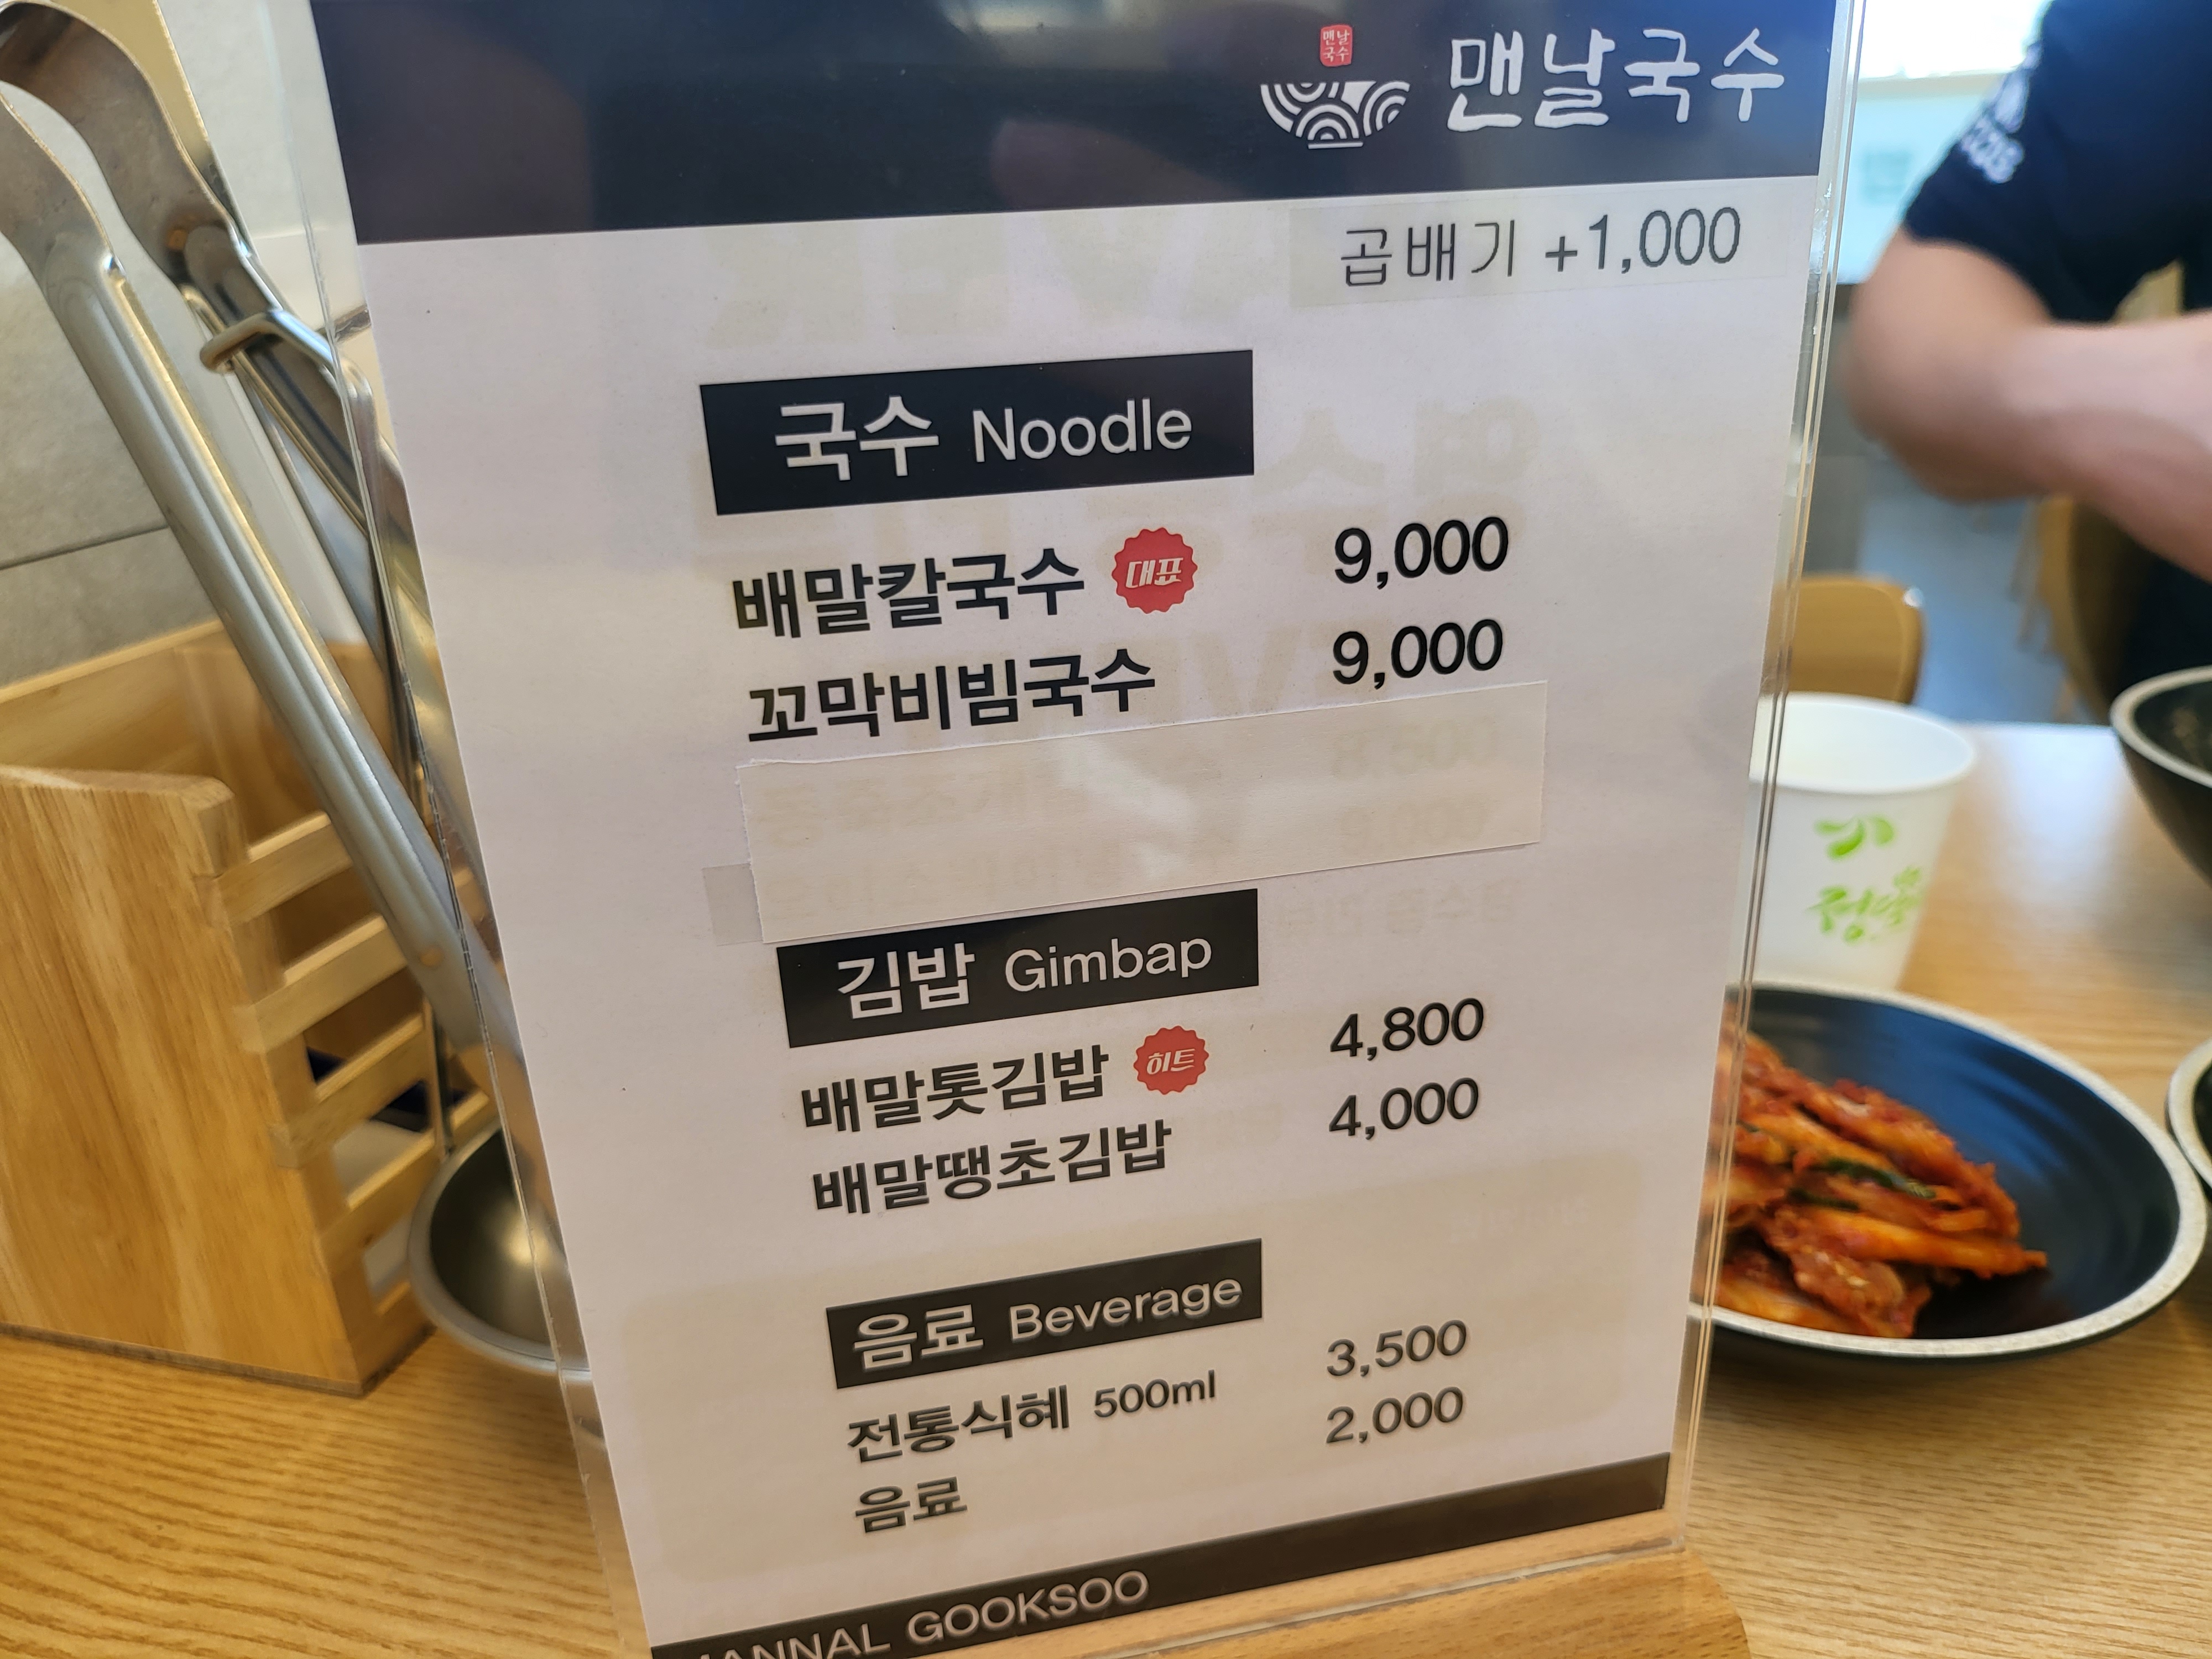 맨날
국수
맨날국수
곱배기 +1,000
국수 Noodle
배말칼국수 대표 9,000
꼬막비빔국수 9,000
김밥 Gimbap
배말톳김밥 히트 4,800
배말땡초김밥 4,000
음료 Beverage
전통식혜 500ml 3,500
음료 2,000
MANNAL GOOKSOO